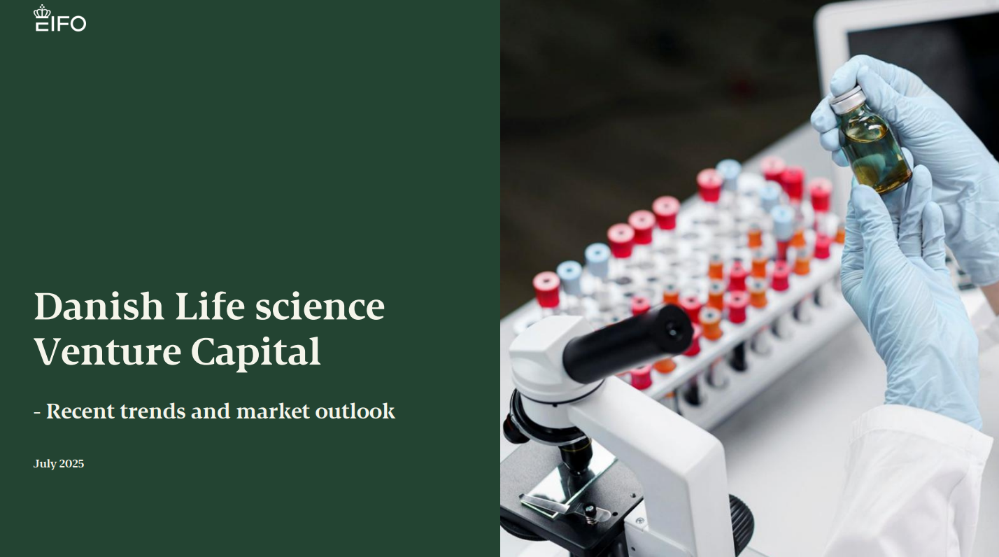 EIFO
Danish Life science
Venture Capital
- Recent trends and market outlook
July 2025